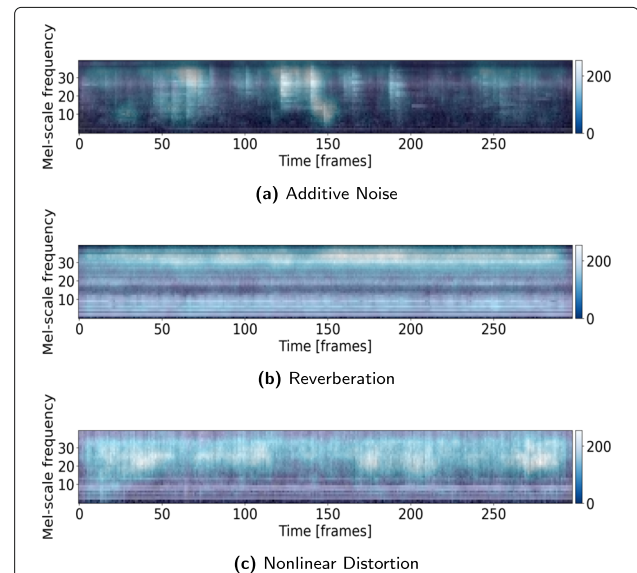 Mel-scale frequency
30
20
10
0 50 100 150 200 250
200
0
Time [frames]
(a) Additive Noise
Mel-scale frequency
30
20
10
0 50 100 150 200 250
200
0
Time [frames]
(b) Reverberation
Mel-scale frequency
30
20
10
0 50 100 150 200 250
200
0
Time [frames]
(c) Nonlinear Distortion